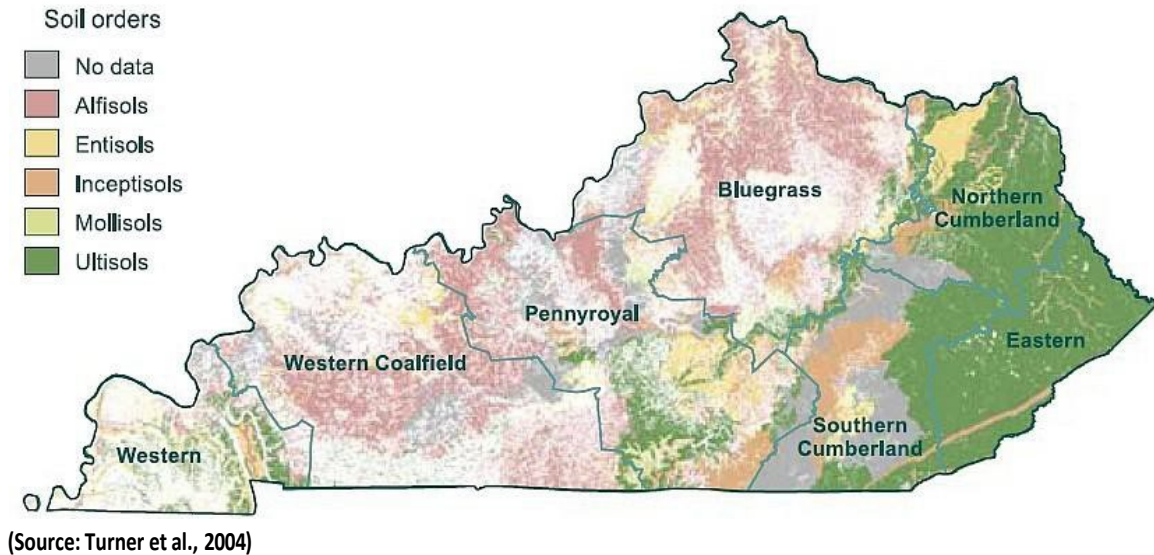 Soil orders
No data
Alfisols
Entisols
Inceptisols
Mollisols
Ultisols
Bluegrass
Northern
Cumberland
Pennyroyal
Eastern
Western Coalfield
Southern
Cumberland
Western
(Source: Turner et al., 2004)